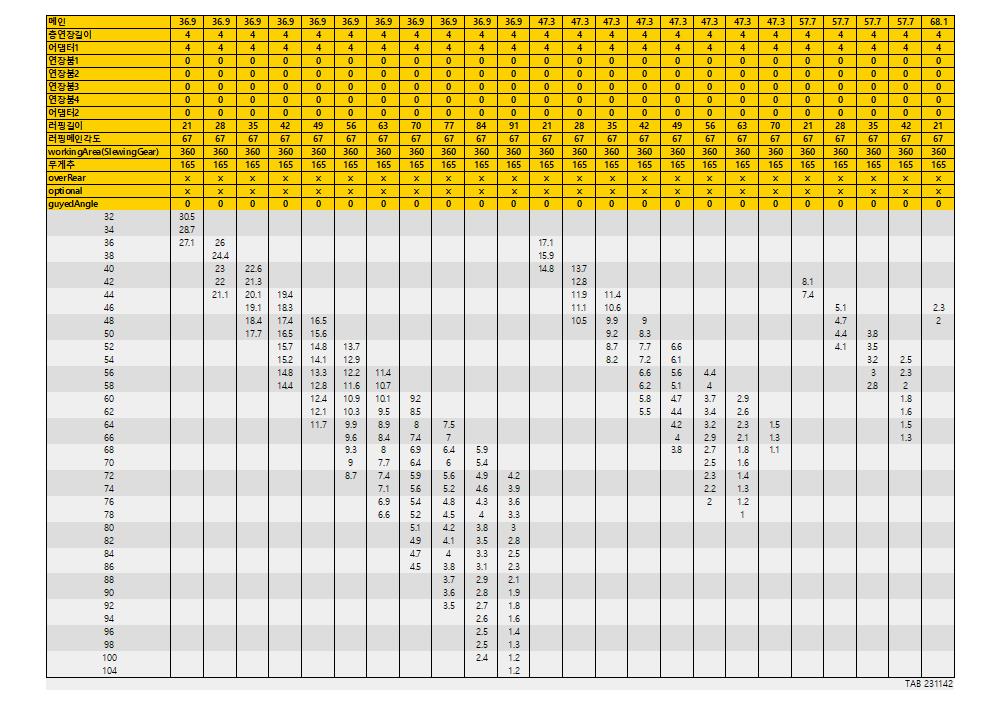 메인 36.9 36.9 36.9 36.9 36.9 36.9 36.9 36.9 36.9 36.9 36.9 47.3 47.3 47.3 47.3 47.3 47.3 47.3 47.3 57.7 57.7 57.7 57.7 68.1
총연장길이 4 4 4 4 4 4 4 4 4 4 4 4 4 4 4 4 4 4 4 4 4 4 4 4
어댑터1 4 4 4 4 4 4 4 4 4 4 4 4 4 4 4 4 4 4 4 4 4 4 4 4
연장붐1 0 0 0 0 0 0 0 0 0 0 0 0 0 0 0 0 0 0 0 0 0 0 0 0
연장붐2 0 0 0 0 0 0 0 0 0 0 0 0 0 0 0 0 0 0 0 0 0 0 0 0
연장붐3 0 0 0 0 0 0 0 0 0 0 0 0 0 0 0 0 0 0 0 0 0 0 0 0
연장붐4 0 0 0 0 0 0 0 0 0 0 0 0 0 0 0 0 0 0 0 0 0 0 0 0
어댑터2 0 0 0 0 0 0 0 0 0 0 0 0 0 0 0 0 0 0 0 0 0 0 0 0
러핑길이 21 28 35 42 49 56 63 70 77 84 91 21 28 35 42 49 56 63 70 21 28 35 42 21
러핑메인각도 67 67 67 67 67 67 67 67 67 67 67 67 67 67 67 67 67 67 67 67 67 67 67 67
workingArea(SlewingGear) 360 360 360 360 360 360 360 360 360 360 360 360 360 360 360 360 360 360 360 360 360 360 360 360
무게추 165 165 165 165 165 165 165 165 165 165 165 165 165 165 165 165 165 165 165 165 165 165 165 165
overRear x x x x x x x x x x x x x x x x x x x x x x x x
optional x x x x x x x x x x x x x x x x x x x x x x x x
guyedAngle 0 0 0 0 0 0 0 0 0 0 0 0 0 0 0 0 0 0 0 0 0 0 0 0
32 30.5
34 28.7
36 27.1 26 17.1
38 24.4 15.9
40 23 22.6 14.8 13.7
42 22 21.3 12.8 8.1
44 21.1 20.1 19.4 11.9 11.4 7.4
46 19.1 18.3 11.1 10.6 5.1 2.3
48 18.4 17.4 16.5 10.5 9.9 9 4.7 2
50 17.7 16.5 15.6 9.2 8.3 4.4 3.8
52 15.7 14.8 13.7 8.7 7.7 6.6 4.1 3.5
54 15.2 14.1 12.9 8.2 7.2 6.1 3.2 2.5
56 14.8 13.3 12.2 11.4 6.6 5.6 4.4 3 2.3
58 14.4 12.8 11.6 10.7 6.2 5.1 4 2.8 2
60 12.4 10.9 10.1 9.2 5.8 4.7 3.7 2.9 1.8
62 12.1 10.3 9.5 8.5 5.5 4.4 3.4 2.6 1.6
64 11.7 9.9 8.9 8 7.5 4.2 3.2 2.3 1.5 1.5
66 9.6 8.4 7.4 7 4 2.9 2.1 1.3 1.3
68 9.3 8 6.9 6.4 5.9 3.8 2.7 1.8 1.1
70 9 7.7 6.4 6 5.4 2.5 1.6
72 8.7 7.4 5.9 5.6 4.9 4.2 2.3 1.4
74 7.1 5.6 5.2 4.6 3.9 2.2 1.3
76 6.9 5.4 4.8 4.3 3.6 2 1.2
78 6.6 5.2 4.5 4 3.3 1
80 5.1 4.2 3.8 3
82 4.9 4.1 3.5 2.8
84 4.7 4 3.3 2.5
86 4.5 3.8 3.1 2.3
88 3.7 2.9 2.1
90 3.6 2.8 1.9
92 3.5 2.7 1.8
94 2.6 1.6
96 2.5 1.4
98 2.5 1.3
100 2.4 1.2
104 1.2
TAB 231142